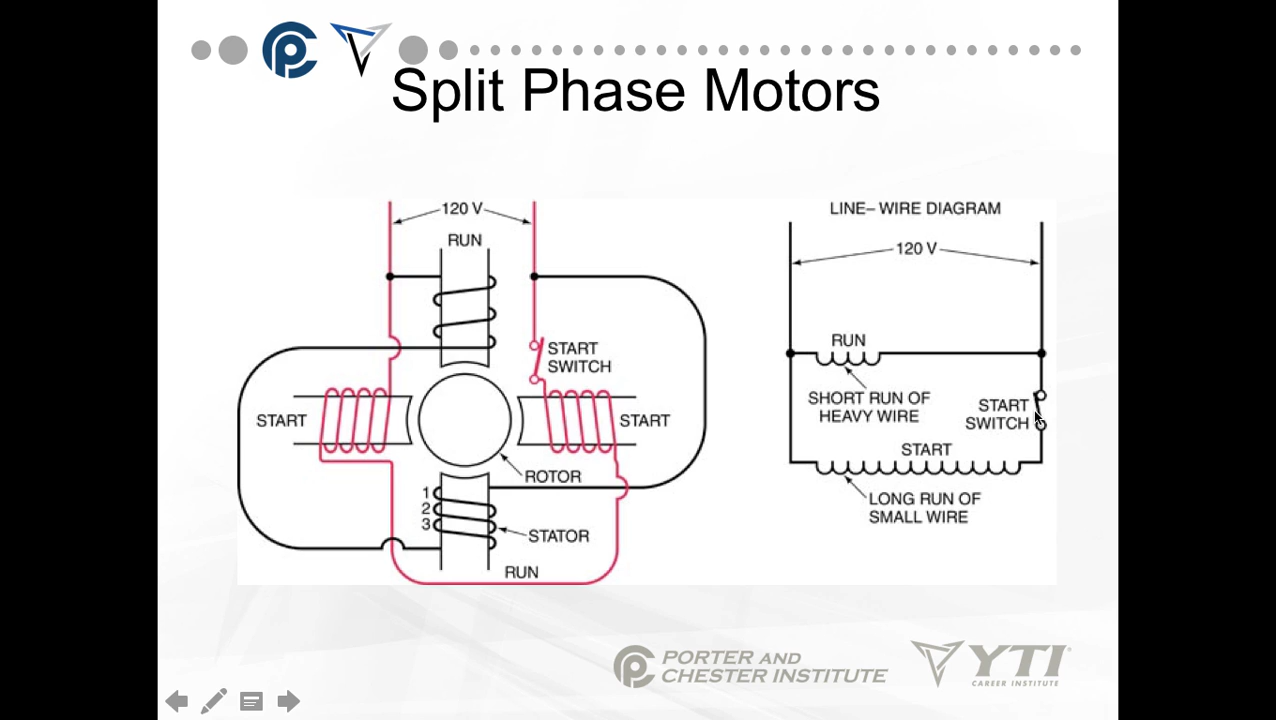 Split Phase Motors
120 V
RUN
START
SWITCH
START
START
ROTOR
1
2
3
STATOR
RUN
LINE– WIRE DIAGRAM
120 V
RUN
SHORT RUN OF
HEAVY WIRE
START
SWITCH
START
LONG RUN OF
SMALL WIRE
PORTER AND
CHESTER INSTITUTE
YTI
CAREER INSTITUTE